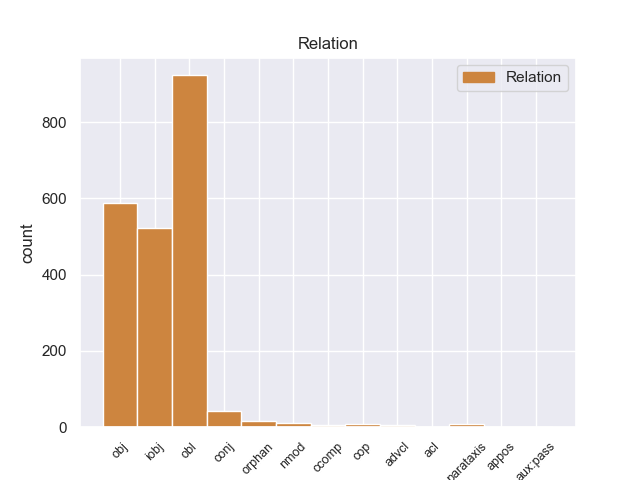 Relation
Relation
count
800
600
400
200
0
obj
iobj
obl
conj
orphan
nmod
ccomp
cop
advcl
acl
parataxis
appos
aux:pass